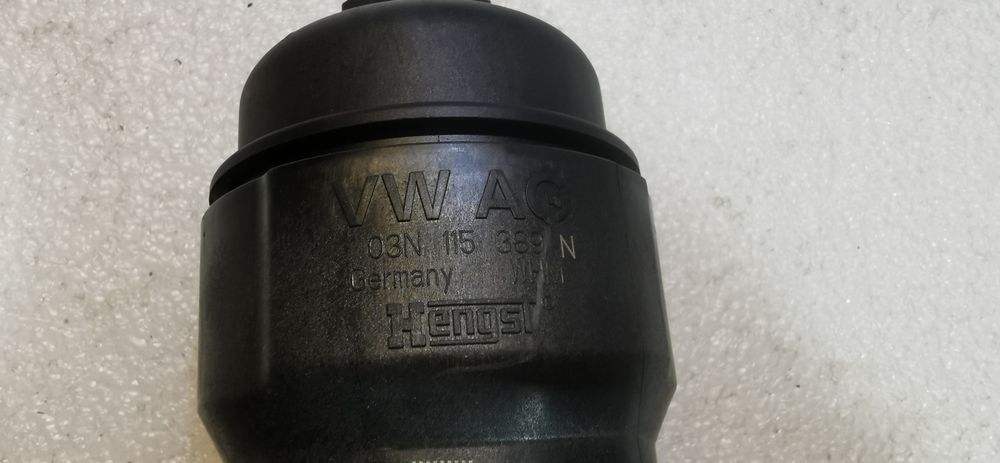 VW AG
03N 115 389 N
Germany
Hengst